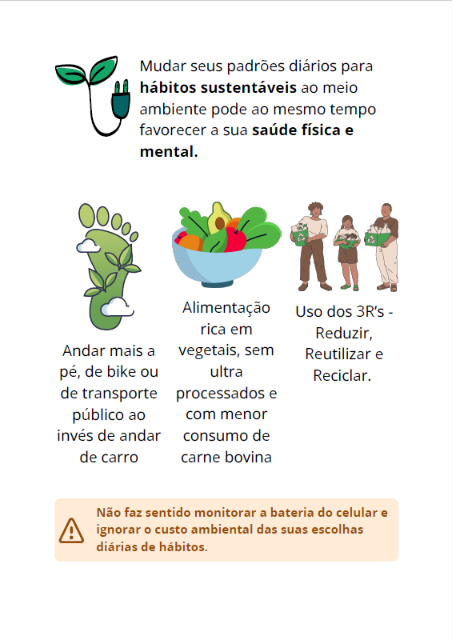 Mudar seus padrões diários para
hábitos sustentáveis ao meio
ambiente pode ao mesmo tempo
favorecer a sua saúde física e
mental.
Andar mais a
pé, de bike ou
de transporte
público ao
invés de andar
de carro
Alimentação
rica em
vegetais, sem
ultra
processados e
com menor
consumo de
carne bovina
Uso dos 3R’s -
Reduzir,
Reutilizar e
Reciclar.
Não faz sentido monitorar a bateria do celular e
ignorar o custo ambiental das suas escolhas
diárias de hábitos.